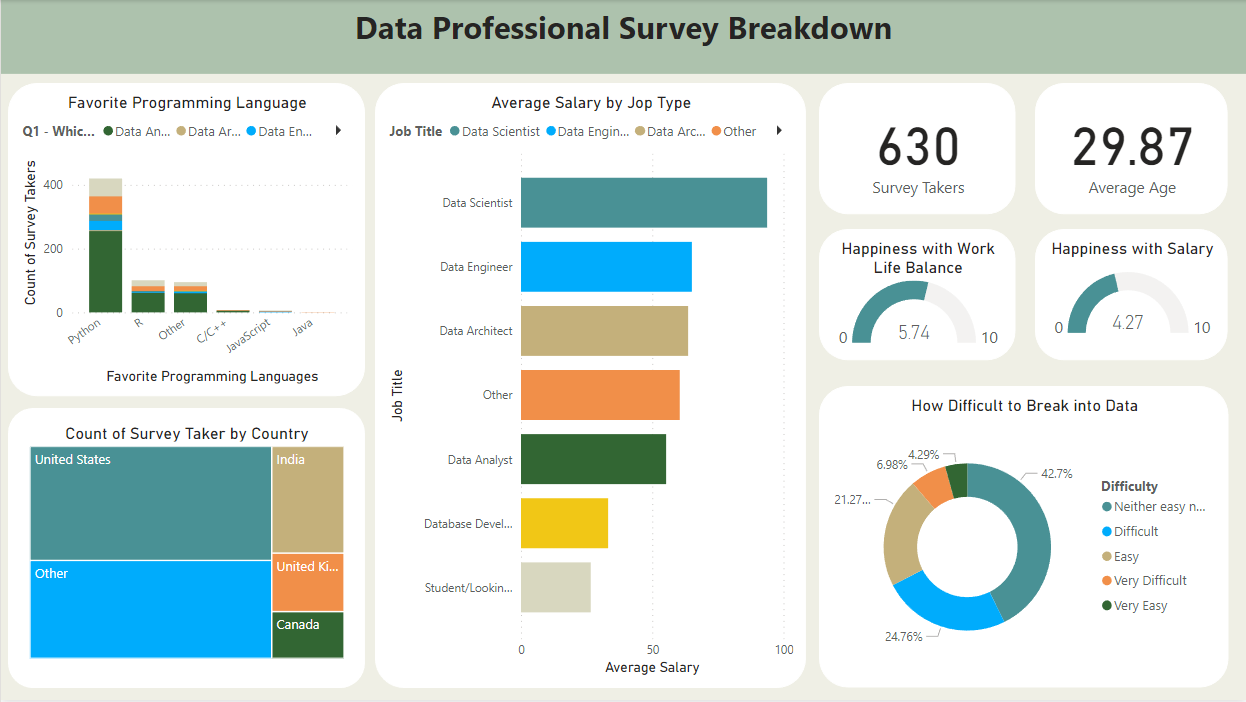 Data Professional Survey Breakdown
Favorite Programming Language
Q1 - Whic... Data An... Data Ar... Data En...
Count of Survey Takers
400
200
0
Python
R
Other
C/C++
JavaScript
Java
Favorite Programming Languages
Count of Survey Taker by Country
United States
India
Other
United Ki...
Canada
Average Salary by Jop Type
Job Title Data Scientist Data Engin... Data Arc... Other
Job Title
Data Scientist
Data Engineer
Data Architect
Other
Data Analyst
Database Devel...
Student/Lookin...
0 50 100
Average Salary
630
Survey Takers
29.87
Average Age
Happiness with Work
Life Balance
0 5.74 10
Happiness with Salary
0 4.27 10
How Difficult to Break into Data
4.29%
6.98%
42.7%
21.27...
24.76%
Difficulty
Neither easy n...
Difficult
Easy
Very Difficult
Very Easy